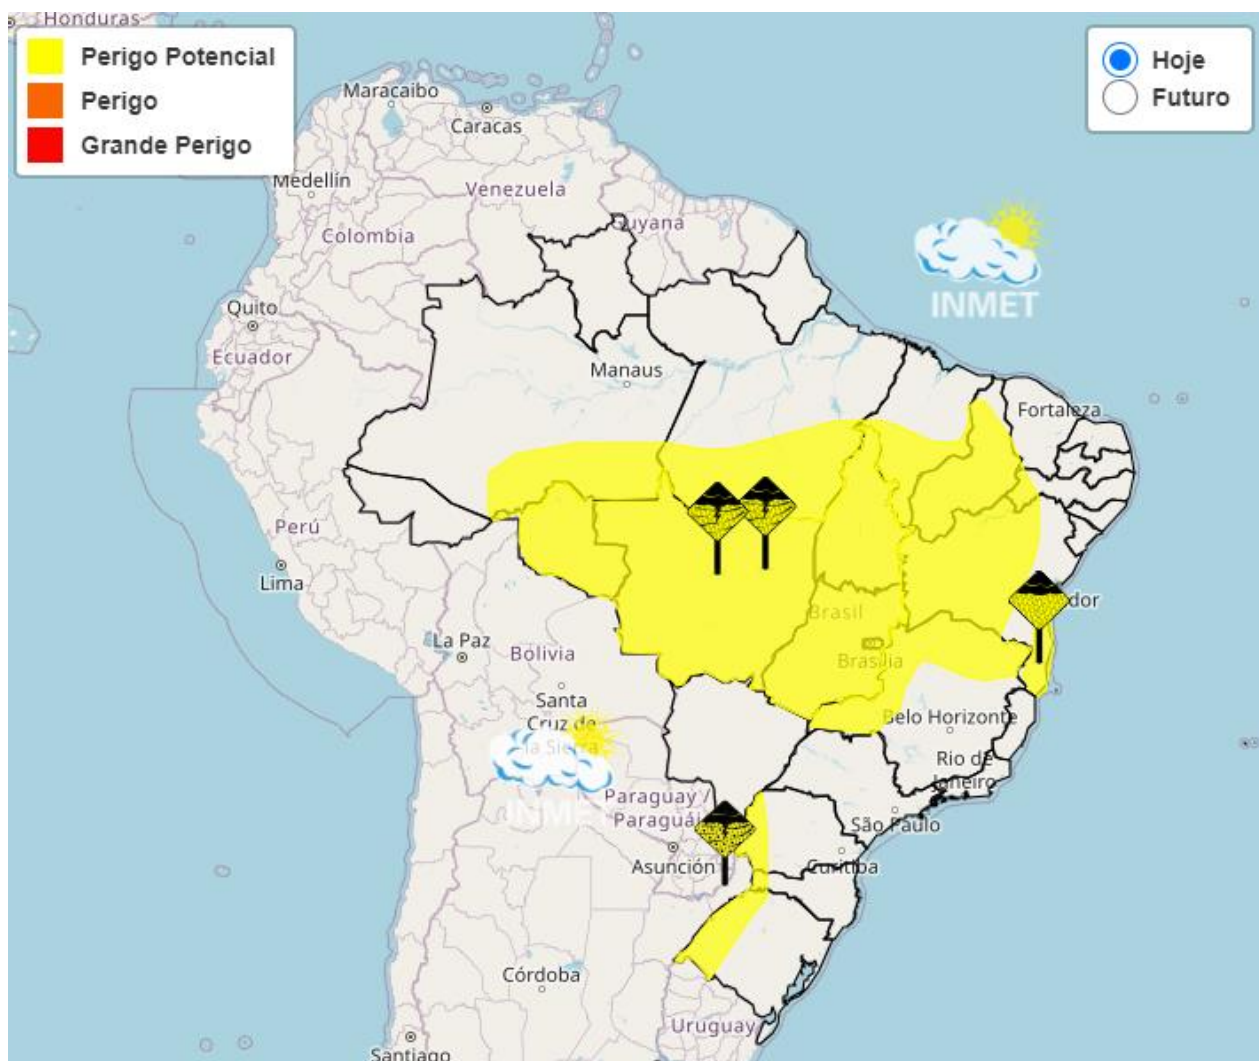 Honduras
Perigo Potencial
Perigo
Grande Perigo
Hoje
Futuro
Maracaibo
Caracas
Medellín
Venezuela
Guyana
Colombia
INMET
Quito
Ecuador
Manaus
Fortaleza
Perú
Lima
dor
Brasil
La Paz
Bolivia
Brasília
Santa
Cruz de
la Sierra
Belo Horizonte
Rio de
Janeiro
INMET
Paraguay /
Paraguái
São Paulo
Asunción
Curitiba
Córdoba
Uruguay
Santiago